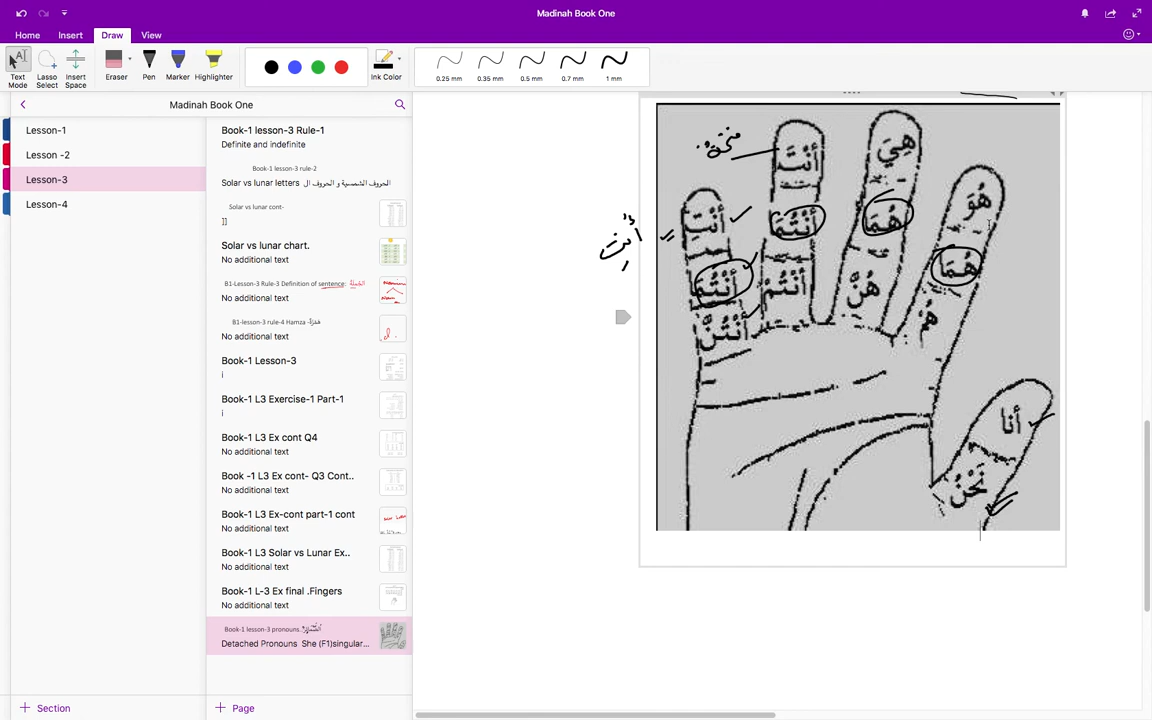 Madinah Book One
Home Insert Draw View
Text Mode
Lasso Select
Insert Space
Eraser
Pen
Marker
Highlighter
Ink Color
0.25 mm
0.35 mm
0.5 mm
0.7 mm
1 mm
Madinah Book One
Lesson-1
Lesson -2
Lesson-3
Lesson-4
Book-1 lesson-3 Rule-1
Definite and indefinite
Book-1 lesson-3 rule-2
Solar vs lunar letters الحروف الشمسية و الحروف ال
Solar vs lunar cont-
]]
Solar vs lunar chart.
No additional text
B1-Lesson-3 Rule-3 Definition of sentence:
No additional text
B1-lesson-3 rule-4 Hamza -هَمْزَةٌ
No additional text
Book-1 Lesson-3
i
Book-1 L3 Exercise-1 Part-1
i
Book-1 L3 Ex cont Q4
No additional text
Book -1 L3 Ex cont- Q3 Cont..
No additional text
Book-1 L3 Ex-cont part-1 cont
No additional text
Book-1 L3 Solar vs Lunar Ex..
No additional text
Book-1 L-3 Ex final .Fingers
No additional text
Book-1 lesson-3 pronouns.
Detached Pronouns She (F1)singular...
Section
Page
هُوَ
هُمَا
هُمْ
هِيَ
هُمَا
هُنَّ
أَنْتَ
أَنْتُمَا
أَنْتُمْ
أَنْتِ
أَنْتُمَا
أَنْتُنَّ
أَنا
نَحْنُ
أَنتِ